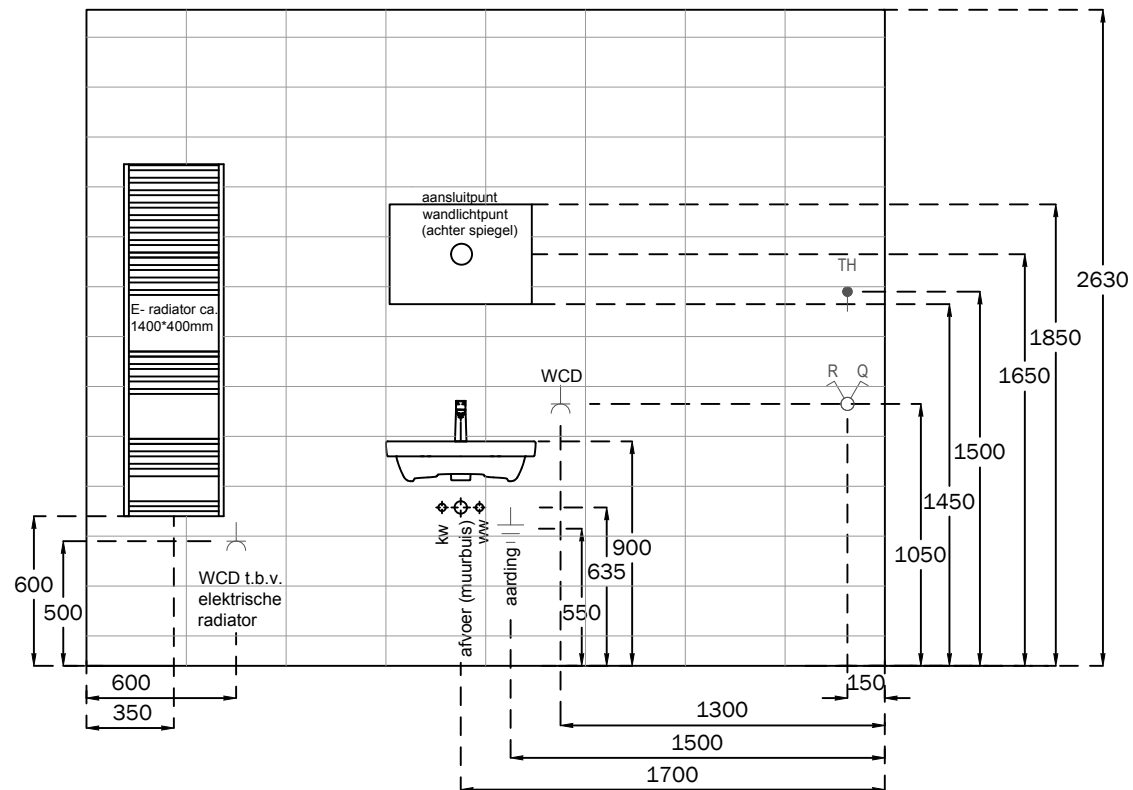 aansluitpunt
wandlichtpunt
(achter spiegel)
TH
2630
E- radiator ca.
1400*400mm
1850
1650
WCD
R Q
1500
1450
1050
kw
afvoer (muurbuis)
ww
aarding
900
635
550
600
500
WCD t.b.v.
elektrische
radiator
600
350
150
1300
1500
1700